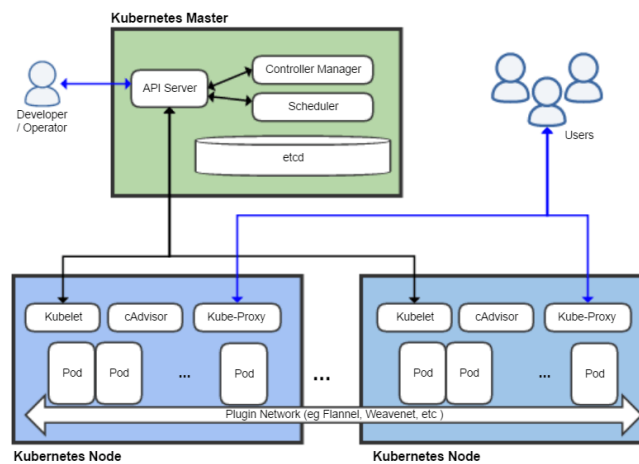 Kubernetes Master
API Server
Controller Manager
Scheduler
etcd
Developer
/ Operator
Users
Kubelet
cAdvisor
Kube-Proxy
Pod
Pod
...
Pod
...
Kubelet
cAdvisor
Kube-Proxy
Pod
Pod
...
Pod
Plugin Network (eg Flannel, Weavenet, etc )
Kubernetes Node
Kubernetes Node